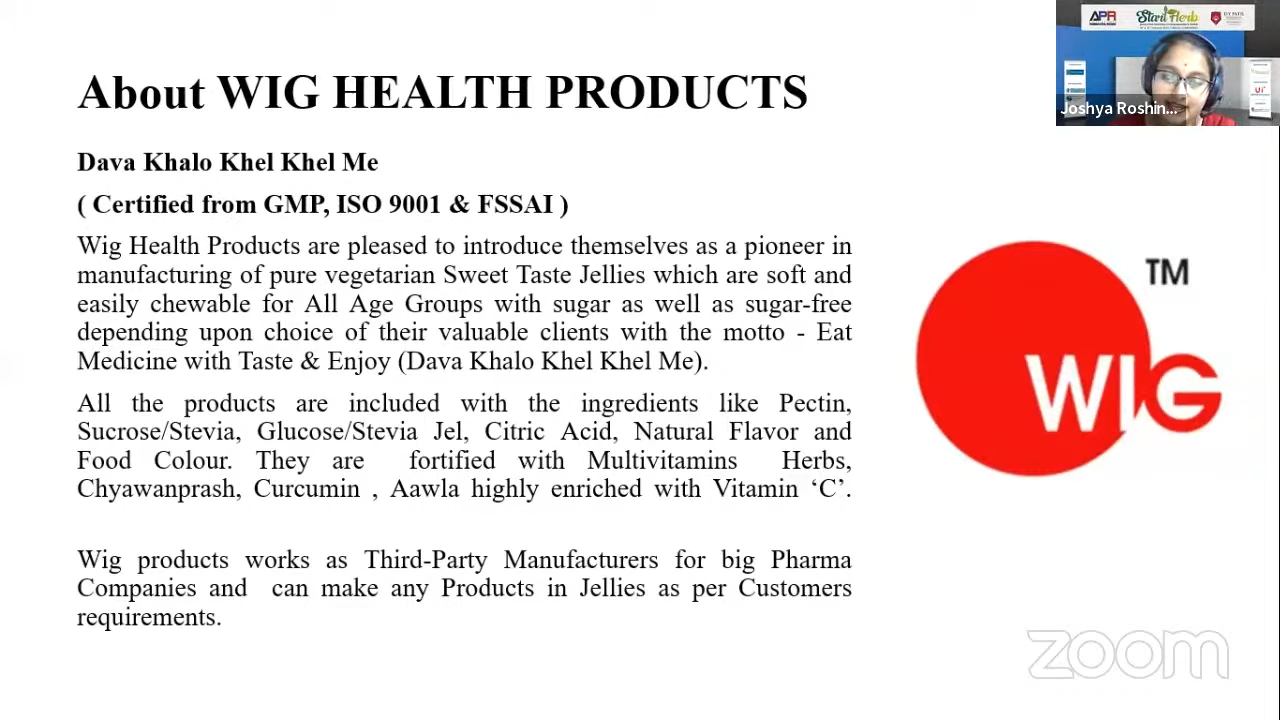 About WIG HEALTH PRODUCTS
Dava Khalo Khel Khel Me
( Certified from GMP, ISO 9001 & FSSAI )
Wig Health Products are pleased to introduce themselves as a pioneer in
manufacturing of pure vegetarian Sweet Taste Jellies which are soft and
easily chewable for All Age Groups with sugar as well as sugar-free
depending upon choice of their valuable clients with the motto - Eat
Medicine with Taste & Enjoy (Dava Khalo Khel Khel Me).
All the products are included with the ingredients like Pectin,
Sucrose/Stevia, Glucose/Stevia Jel, Citric Acid, Natural Flavor and
Food Colour. They are fortified with Multivitamins Herbs,
Chyawanprash, Curcumin , Aawla highly enriched with Vitamin ‘C’.
Wig products works as Third-Party Manufacturers for big Pharma
Companies and can make any Products in Jellies as per Customers
requirements.
APR Start Herb D Y PATIL
Joshya Roshin...
TM
WIG
zoom